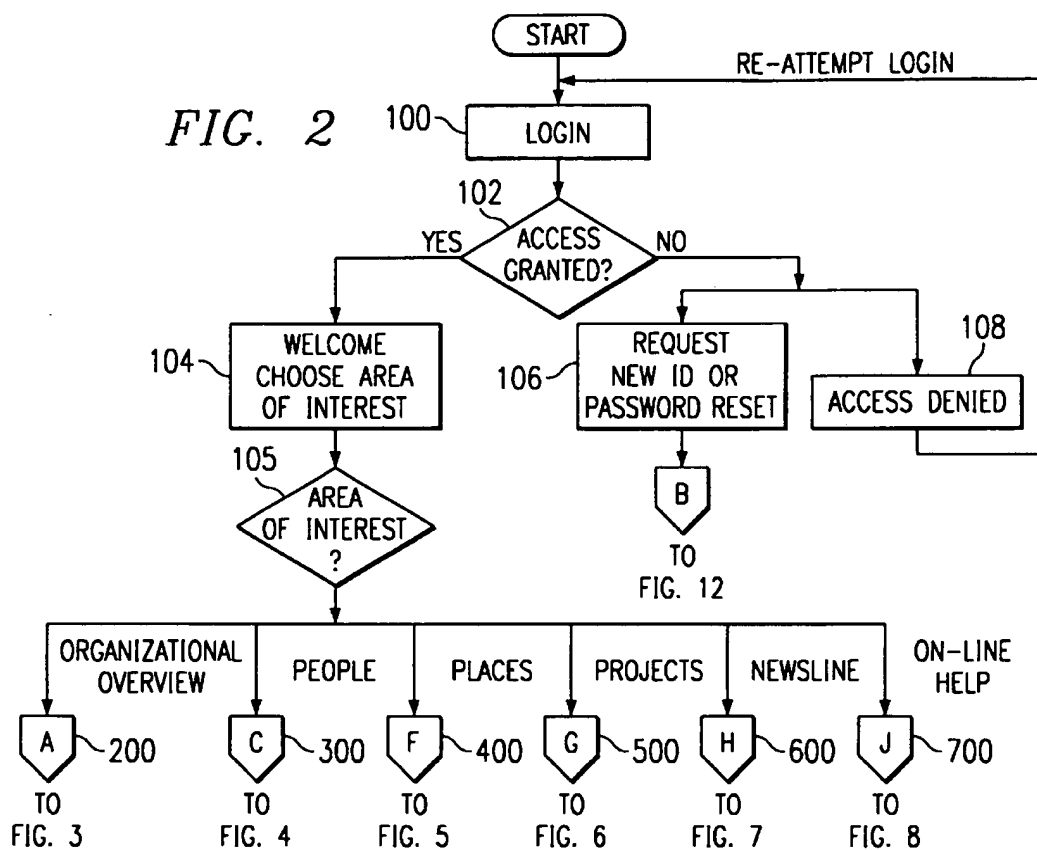 START
RE-ATTEMPT LOGIN
FIG. 2
100
LOGIN
102
YES
ACCESS
GRANTED?
NO
104
WELCOME
CHOOSE AREA
OF INTEREST
106
REQUEST
NEW ID OR
PASSWORD RESET
108
ACCESS DENIED
105
AREA
OF INTEREST
?
B
TO
FIG. 12
ORGANIZATIONAL
OVERVIEW
PEOPLE
PLACES
PROJECTS
NEWSLINE
ON-LINE
HELP
A
200
C
300
F
400
G
500
H
600
J
700
TO
FIG. 3
TO
FIG. 4
TO
FIG. 5
TO
FIG. 6
TO
FIG. 7
TO
FIG. 8